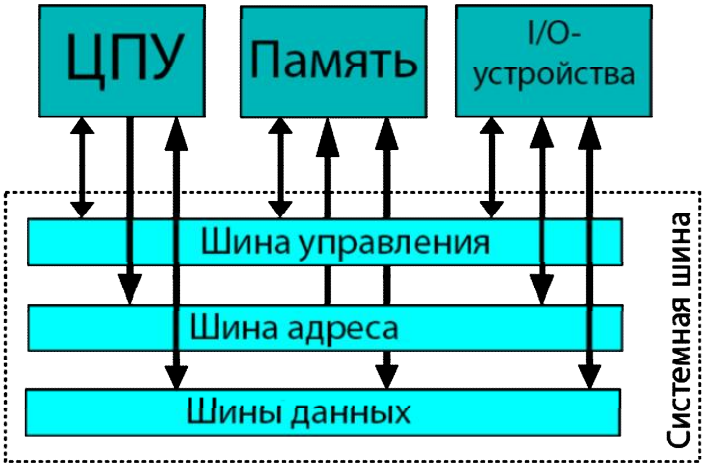 ЦПУ
Память
I/O-
устройства
Шина управления
Шина адреса
Шины данных
Системная шина